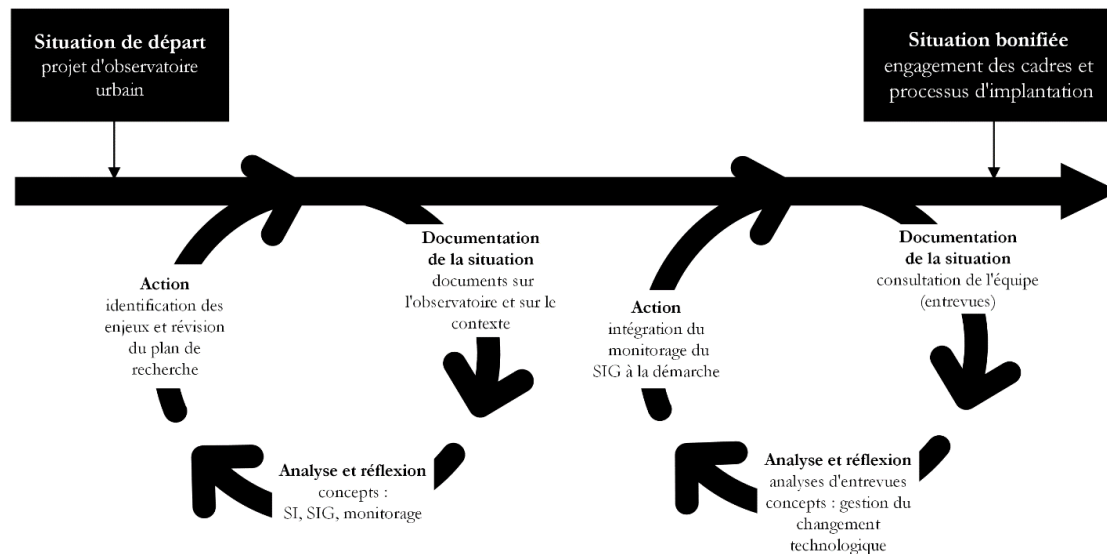 Situation de départ
projet d'observatoire
urbain
Situation bonifiée
engagement des cadres et
processus d'implantation
Action
identification des
enjeux et révision
du plan de
recherche
Documentation
de la situation
documents sur
l'observatoire et sur le
contexte
Analyse et réflexion
concepts :
SI, SIG, monitorage
Action
intégration du
monitorage du
SIG à la démarche
Documentation
de la situation
consultation de l'équipe
(entrevues)
Analyse et réflexion
analyses d'entrevues
concepts : gestion du
changement
technologique